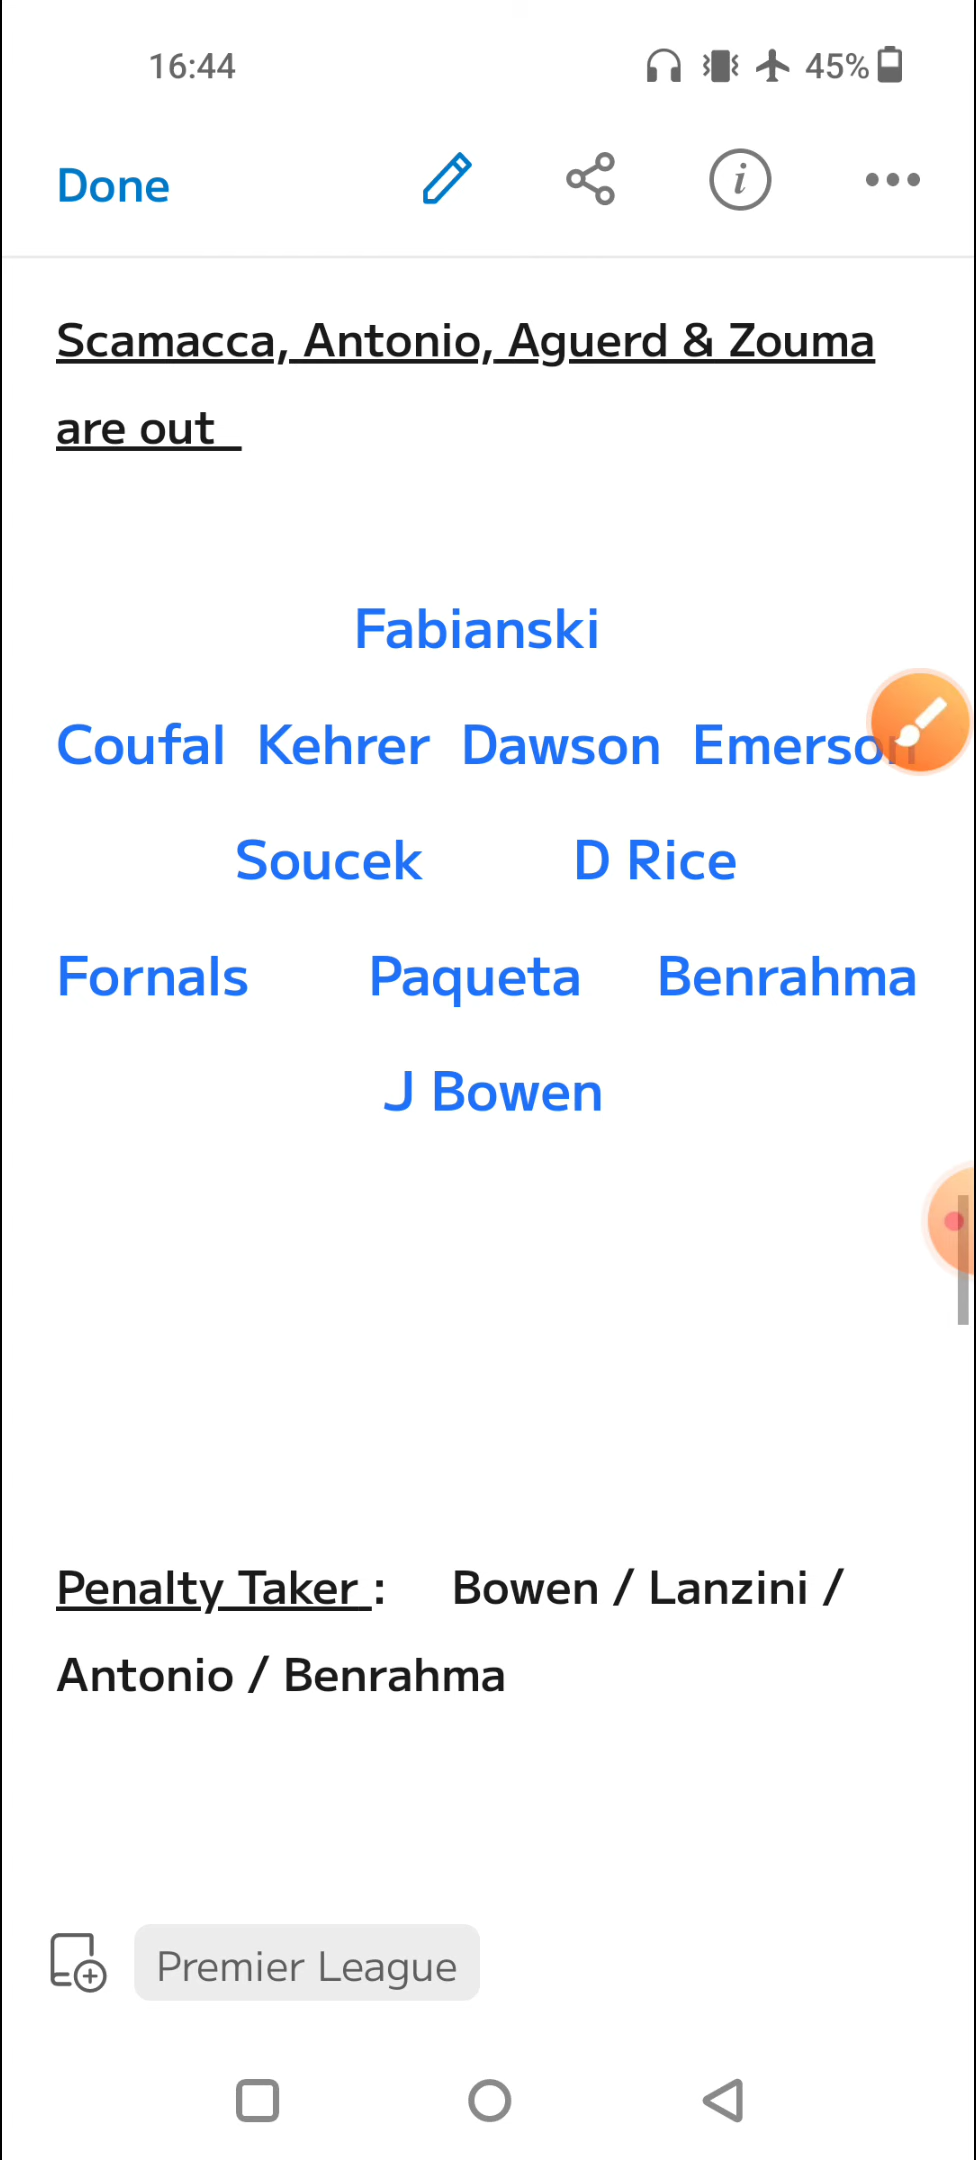 16:44 45%
Done
Scamacca, Antonio, Aguerd & Zouma
are out
Fabianski
Coufal Kehrer Dawson Emerson
Soucek D Rice
Fornals Paqueta Benrahma
J Bowen
Penalty Taker : Bowen / Lanzini /
Antonio / Benrahma
Premier League